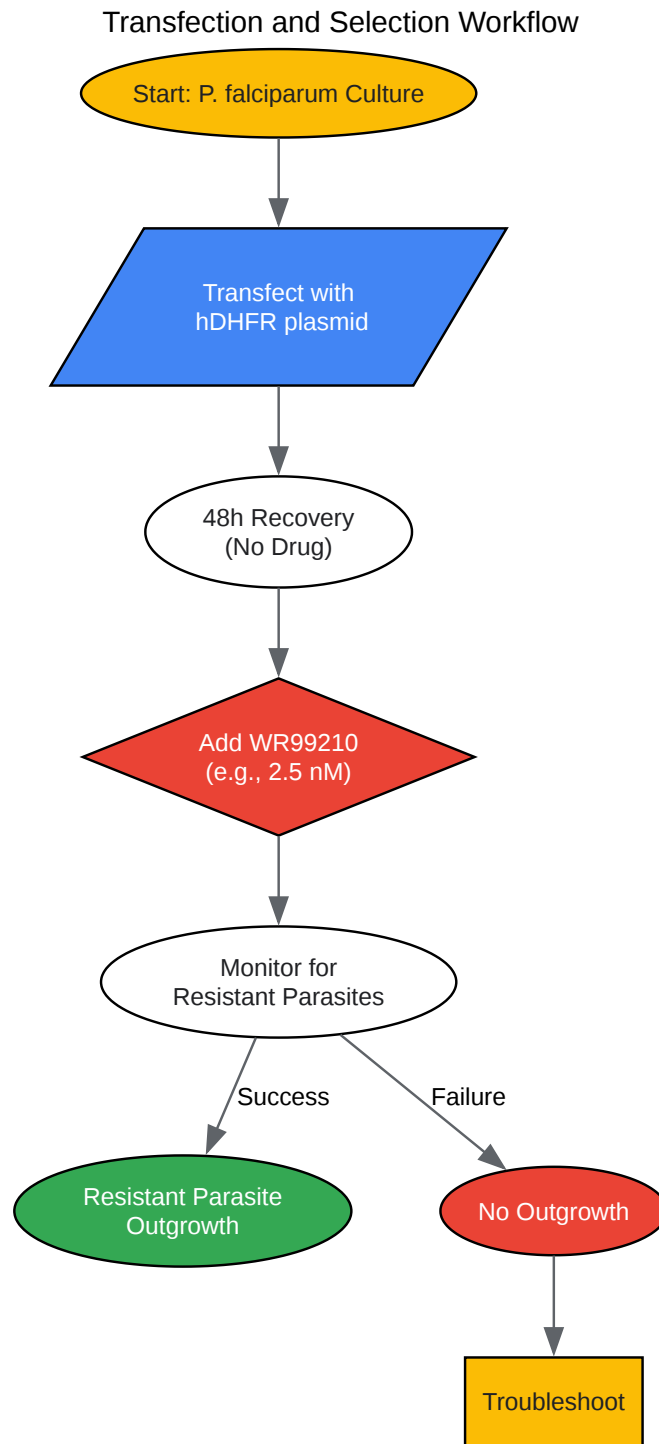 Transfection and Selection Workflow
Start: P. falciparum Culture
Transfect with
hDHFR plasmid
48h Recovery
(No Drug)
Add WR99210
(e.g., 2.5 nM)
Monitor for
Resistant Parasites
Success
Failure
Resistant Parasite
Outgrowth
No Outgrowth
Troubleshoot